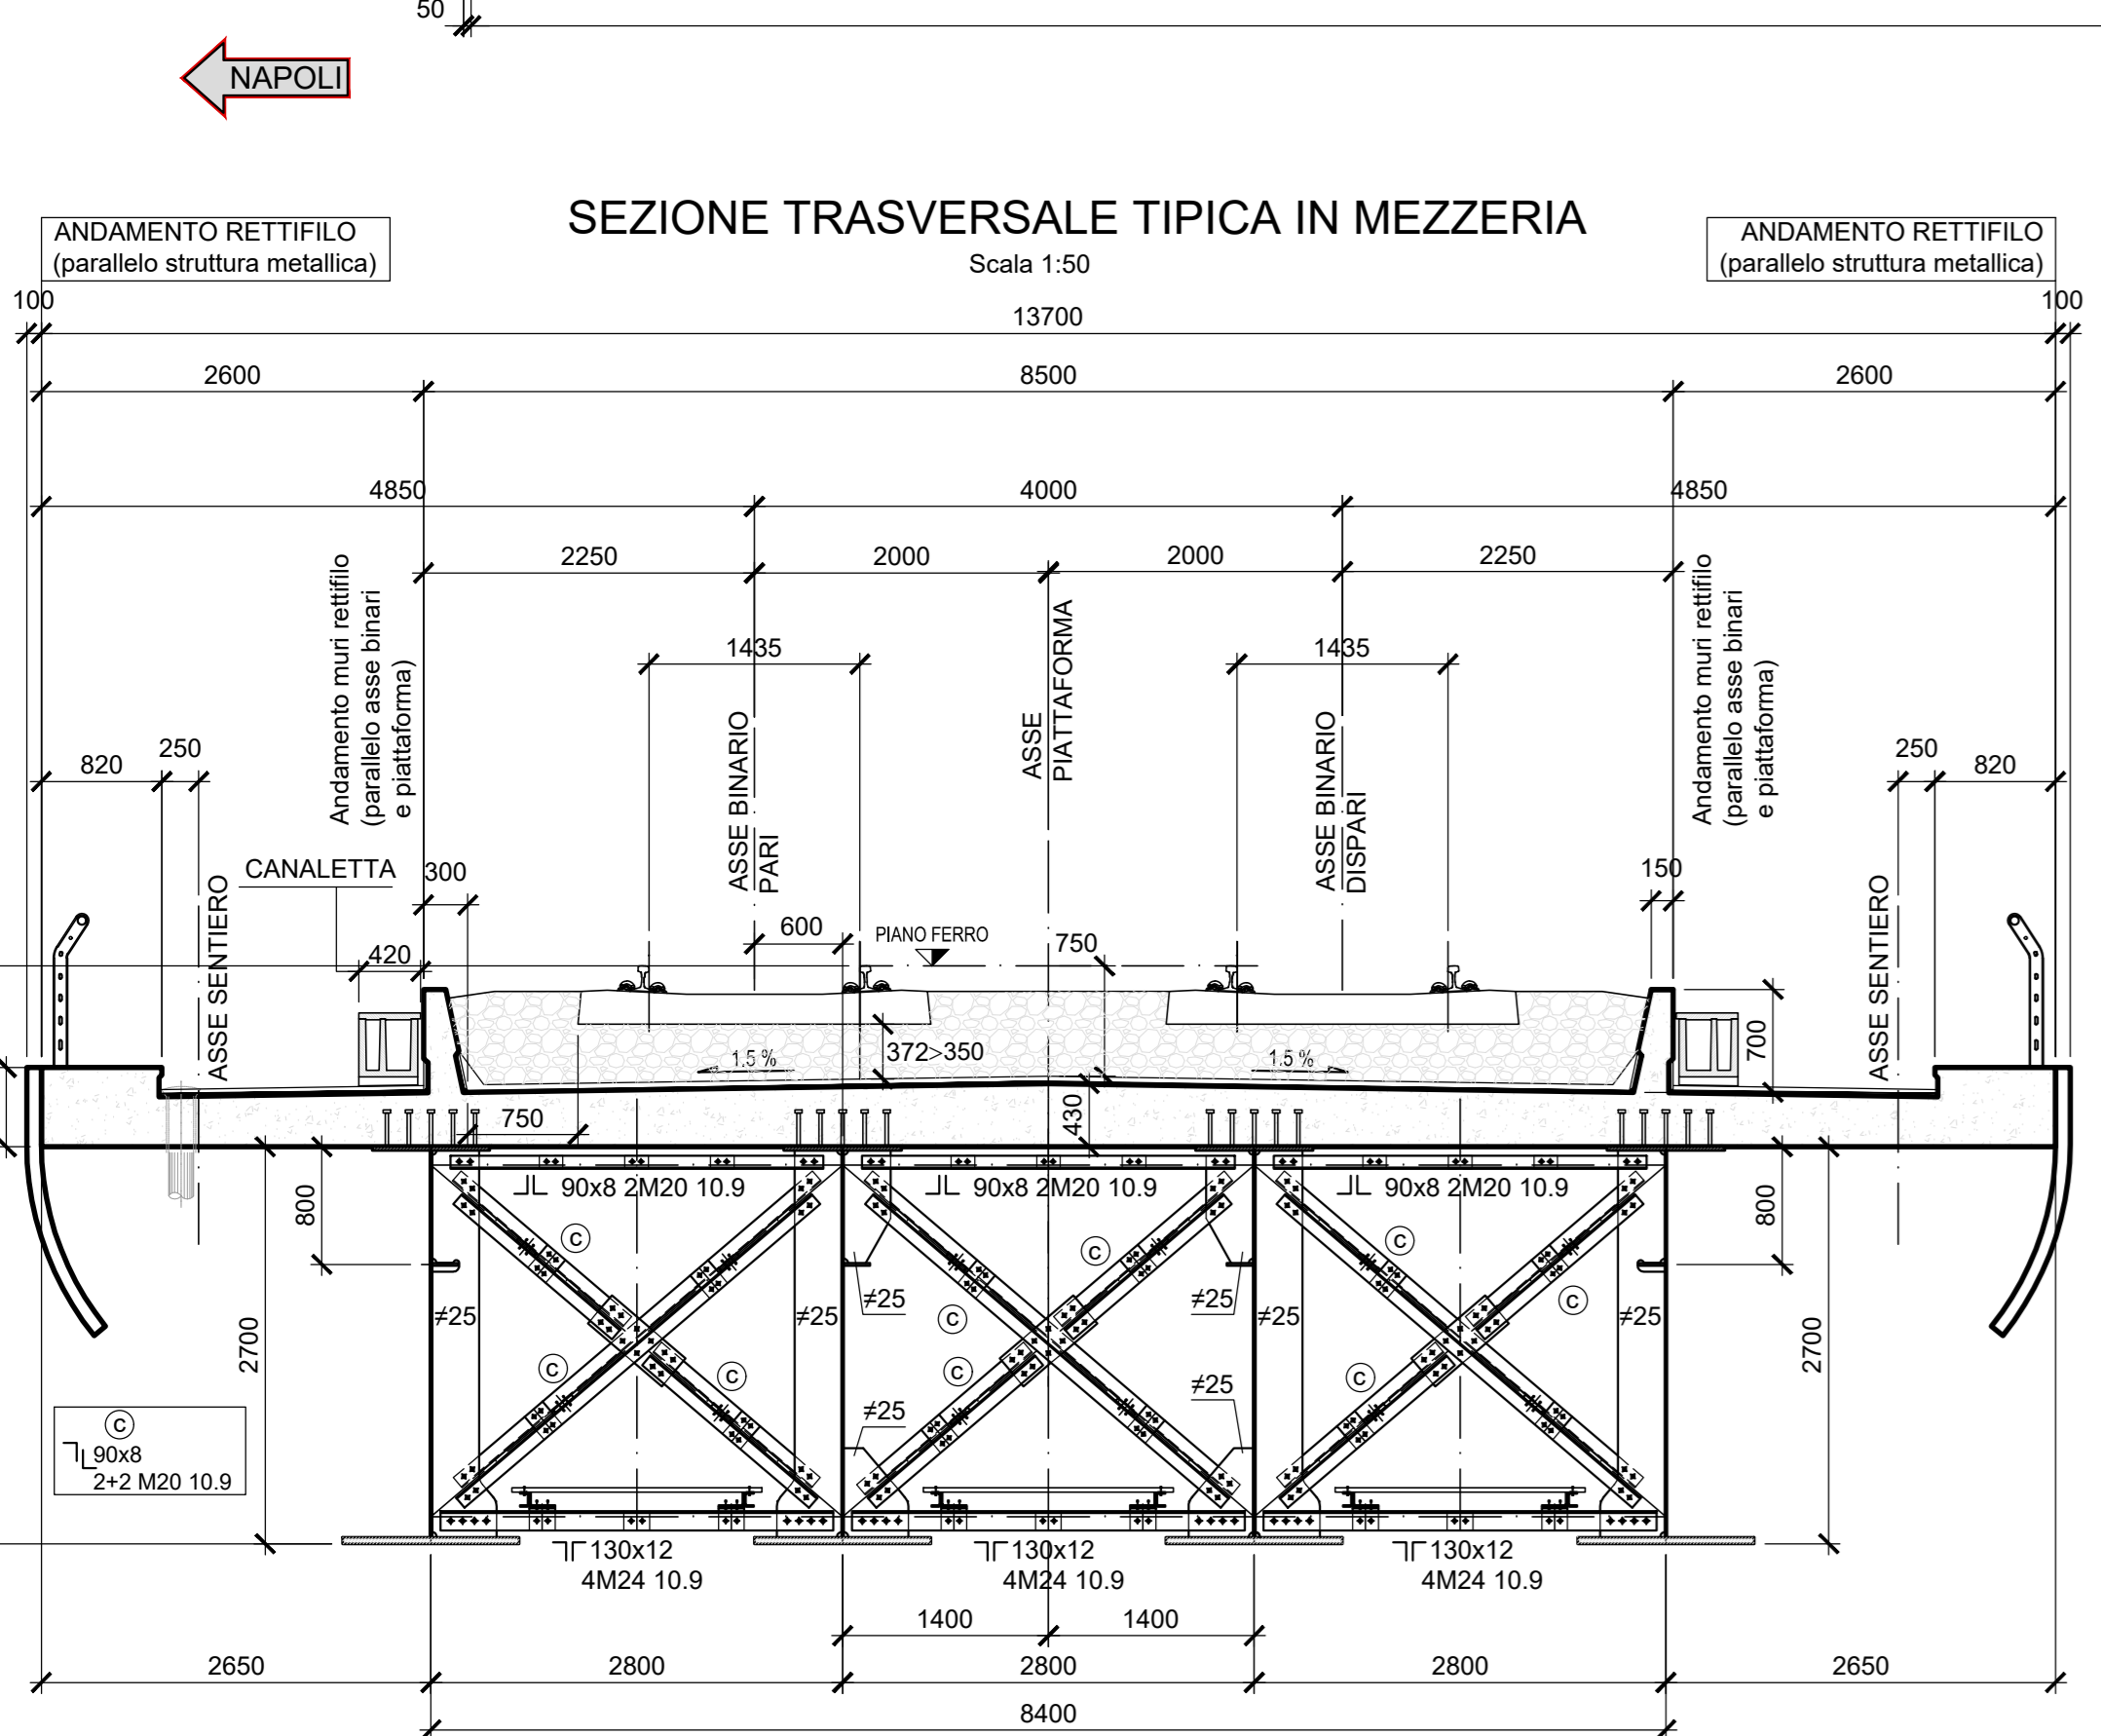 50
NAPOLI
SEZIONE TRASVERSALE TIPICA IN MEZZERIA
Scala 1:50
ANDAMENTO RETTIFILO
(parallelo struttura metallica)
ANDAMENTO RETTIFILO
(parallelo struttura metallica)
100
13700
100
2600
8500
2600
4850
4000
4850
2250
2000
2000
2250
Andamento muri rettifilo
(parallelo asse binari
e piattaforma)
1435
ASSE
PIATTAFORMA
1435
Andamento muri rettifilo
(parallelo asse binari
e piattaforma)
820
250
ASSE BINARIO
PARI
ASSE BINARIO
DISPARI
250
820
CANALETTA
300
150
ASSE SENTIERO
420
600
PIANO FERRO
750
ASSE SENTIERO
700
1.5 %
372>350
1.5 %
750
430
90x8 2M20 10.9
90x8 2M20 10.9
90x8 2M20 10.9
800
800
c
c
c
c
c
c
c
c
c
≠25
≠25
≠25
≠25
≠25
≠25
≠25
≠25
2700
2700
c
90x8
2+2 M20 10.9
130x12
4M24 10.9
130x12
4M24 10.9
130x12
4M24 10.9
1400
1400
2650
2800
2800
2800
2650
8400